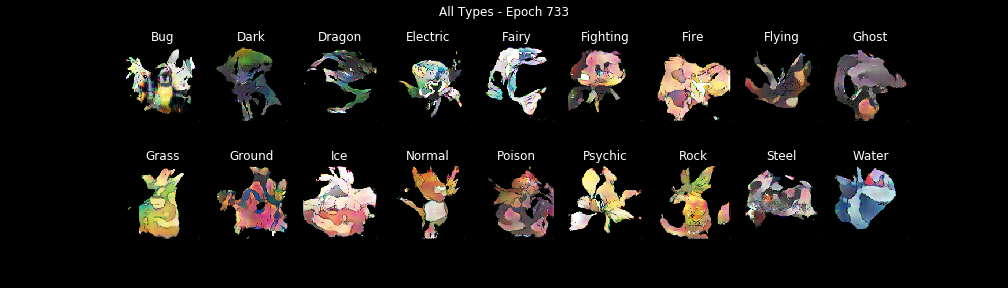 All Types - Epoch 733
Bug Dark Dragon Electric Fairy Fighting Fire Flying Ghost
Grass Ground Ice Normal Poison Psychic Rock Steel Water